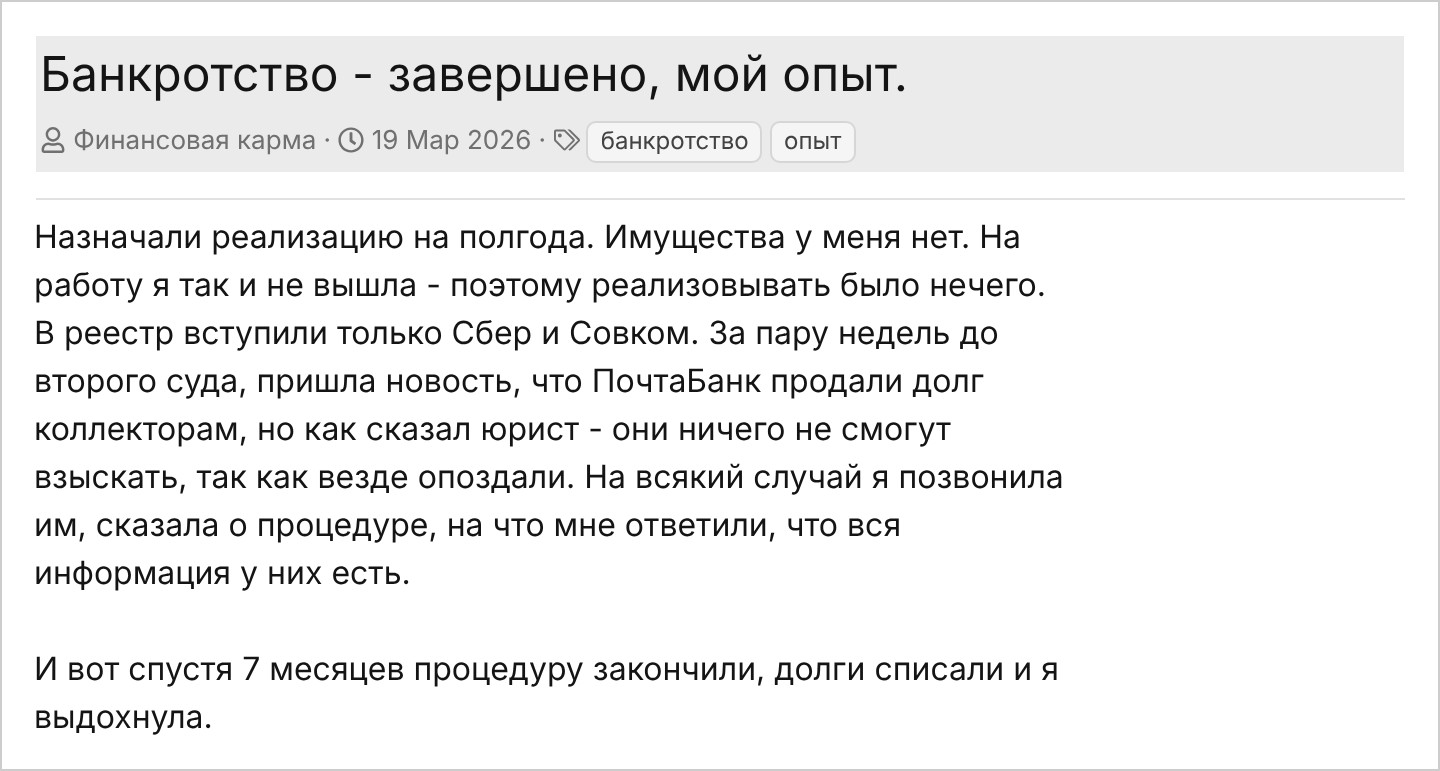 Банкротство - завершено, мой опыт.
Финансовая карма · 19 Мар 2026 · банкротство опыт
Назначали реализацию на полгода. Имущества у меня нет. На
работу я так и не вышла - поэтому реализовывать было нечего.
В реестр вступили только Сбер и Совком. За пару недель до
второго суда, пришла новость, что ПочтаБанк продали долг
коллекторам, но как сказал юрист - они ничего не смогут
взыскать, так как везде опоздали. На всякий случай я позвонила
им, сказала о процедуре, на что мне ответили, что вся
информация у них есть.
И вот спустя 7 месяцев процедуру закончили, долги списали и я
выдохнула.